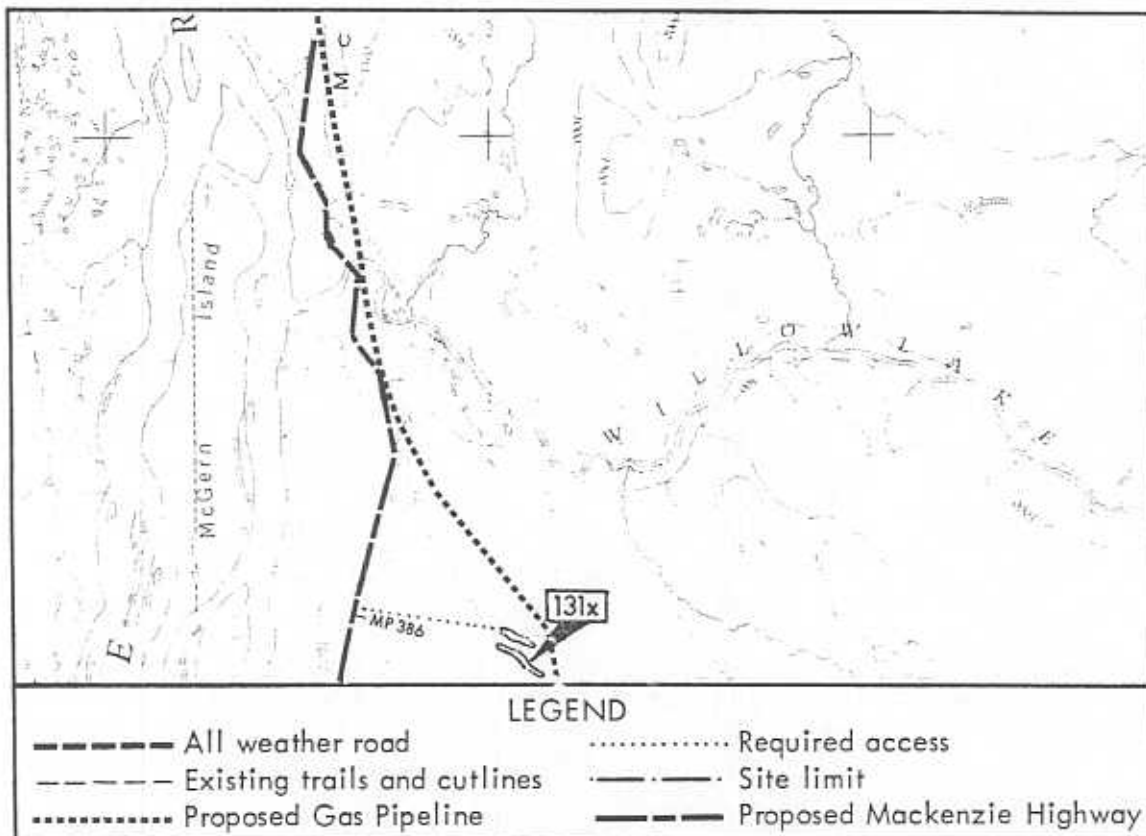 R
M C
McGern Island
WILLOWLAKE
E
MP 386
131x
LEGEND
All weather road
Existing trails and cutlines
Proposed Gas Pipeline
Required access
Site limit
Proposed Mackenzie Highway